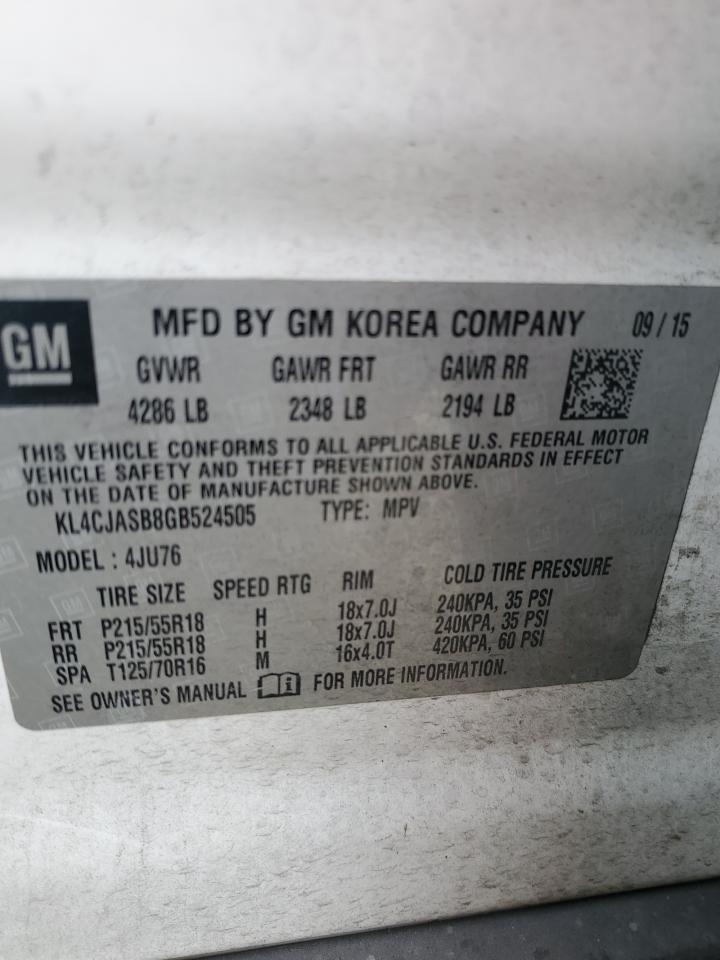 GM
MFD BY GM KOREA COMPANY 09 / 15
GVWR GAWR FRT GAWR RR
4286 LB 2348 LB 2194 LB
THIS VEHICLE CONFORMS TO ALL APPLICABLE U.S. FEDERAL MOTOR
VEHICLE SAFETY AND THEFT PREVENTION STANDARDS IN EFFECT
ON THE DATE OF MANUFACTURE SHOWN ABOVE.
KL4CJASB8GB524505 TYPE: MPV
MODEL : 4JU76
TIRE SIZE SPEED RTG RIM COLD TIRE PRESSURE
FRT P215/55R18 H 18x7.0J 240KPA, 35 PSI
RR P215/55R18 H 18x7.0J 240KPA, 35 PSI
SPA T125/70R16 M 16x4.0T 420KPA, 60 PSI
SEE OWNER'S MANUAL FOR MORE INFORMATION.